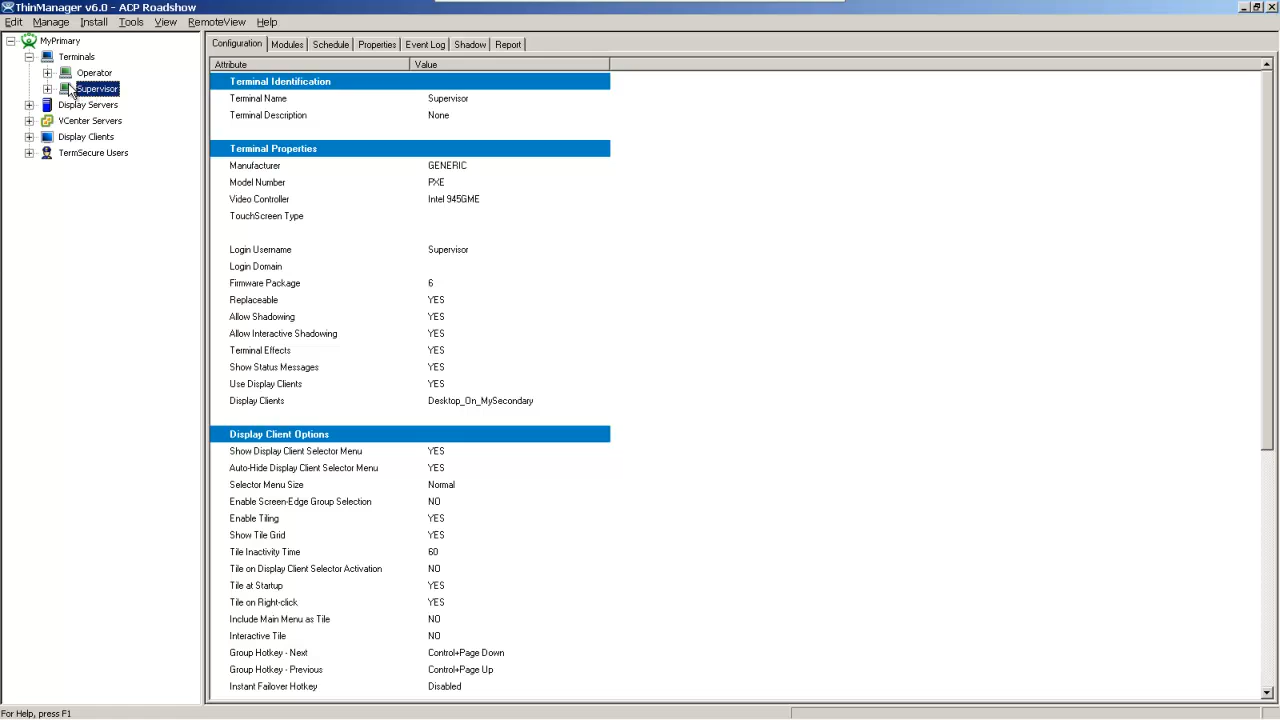 ThinManager v6.0 - ACP Roadshow
Edit Manage Install Tools View RemoteView Help
MyPrimary
Terminals
Operator
Supervisor
Display Servers
VCenter Servers
Display Clients
TermSecure Users
Configuration Modules Schedule Properties Event Log Shadow Report
Attribute Value
Terminal Identification
Terminal Name Supervisor
Terminal Description None
Terminal Properties
Manufacturer GENERIC
Model Number PXE
Video Controller Intel 945GME
TouchScreen Type
Login Username Supervisor
Login Domain
Firmware Package 6
Replaceable YES
Allow Shadowing YES
Allow Interactive Shadowing YES
Terminal Effects YES
Show Status Messages YES
Use Display Clients YES
Display Clients Desktop_On_MySecondary
Display Client Options
Show Display Client Selector Menu YES
Auto-Hide Display Client Selector Menu YES
Selector Menu Size Normal
Enable Screen-Edge Group Selection NO
Enable Tiling YES
Show Tile Grid YES
Tile Inactivity Time 60
Tile on Display Client Selector Activation NO
Tile at Startup YES
Tile on Right-click YES
Include Main Menu as Tile NO
Interactive Tile NO
Group Hotkey - Next Control+Page Down
Group Hotkey - Previous Control+Page Up
Instant Failover Hotkey Disabled
For Help, press F1